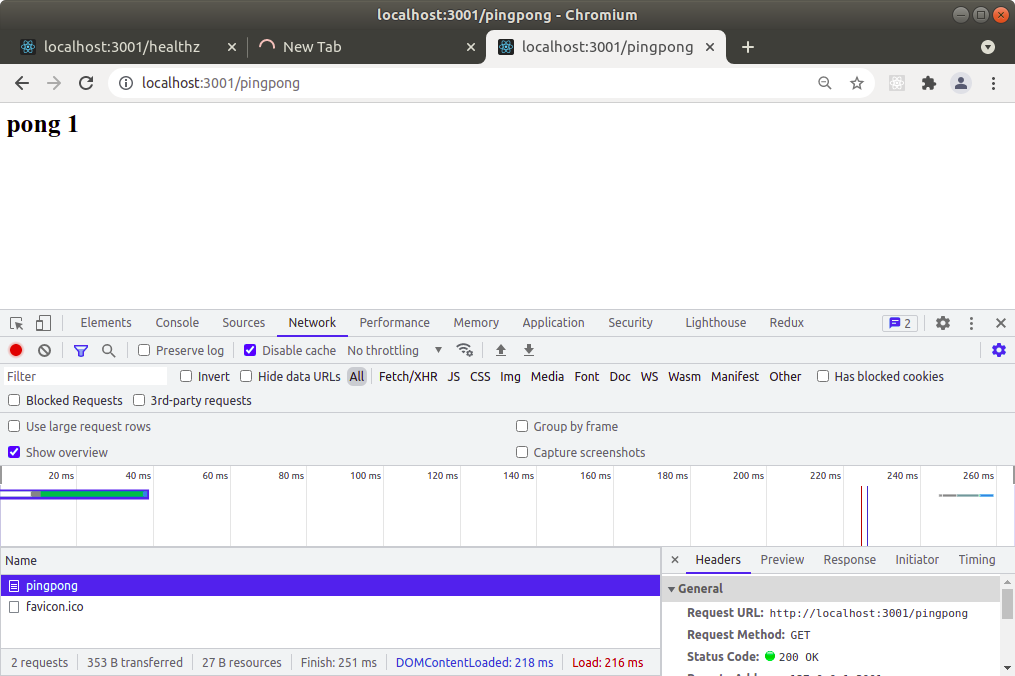 localhost:3001/pingpong - Chromium
localhost:3001/healthz
New Tab
localhost:3001/pingpong
localhost:3001/pingpong
pong 1
Elements Console Sources Network Performance Memory Application Security Lighthouse Redux 2
Preserve log Disable cache No throttling
Filter Invert Hide data URLs All Fetch/XHR JS CSS Img Media Font Doc WS Wasm Manifest Other Has blocked cookies
Blocked Requests 3rd-party requests
Use large request rows Group by frame
Show overview Capture screenshots
20 ms 40 ms 60 ms 80 ms 100 ms 120 ms 140 ms 160 ms 180 ms 200 ms 220 ms 240 ms 260 ms
Name
pingpong
favicon.ico
2 requests 353 B transferred 27 B resources Finish: 251 ms DOMContentLoaded: 218 ms Load: 216 ms
Headers Preview Response Initiator Timing
General
Request URL: http://localhost:3001/pingpong
Request Method: GET
Status Code: 200 OK